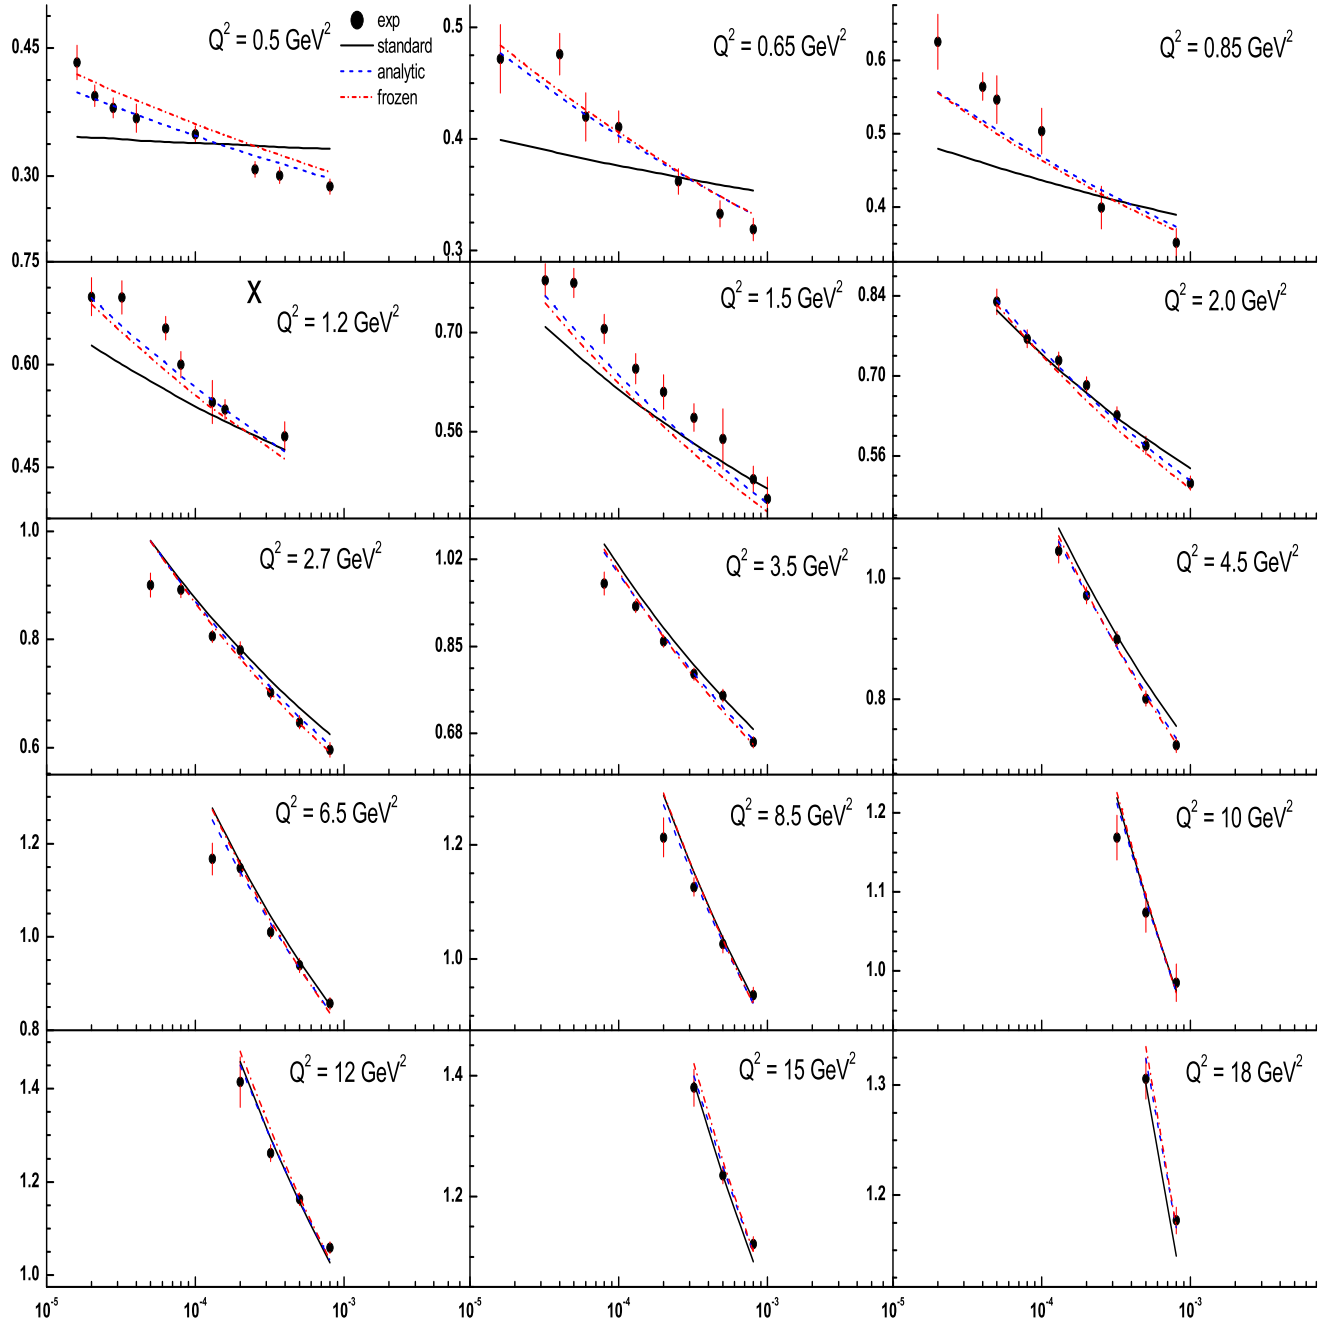 exp
standard
analytic
frozen
Q² = 0.5 GeV²
0.45
0.30
Q² = 0.65 GeV²
0.5
0.4
0.3
Q² = 0.85 GeV²
0.6
0.5
0.4
0.75
X
Q² = 1.2 GeV²
0.60
0.45
Q² = 1.5 GeV²
0.70
0.56
Q² = 2.0 GeV²
0.84
0.70
0.56
Q² = 2.7 GeV²
1.0
0.8
0.6
Q² = 3.5 GeV²
1.02
0.85
0.68
Q² = 4.5 GeV²
1.0
0.8
Q² = 6.5 GeV²
1.2
1.0
0.8
Q² = 8.5 GeV²
1.2
1.0
Q² = 10 GeV²
1.2
1.1
1.0
Q² = 12 GeV²
1.4
1.2
1.0
Q² = 15 GeV²
1.4
1.2
Q² = 18 GeV²
1.3
1.2
10⁻⁵ 10⁻⁴ 10⁻³ 10⁻⁴ 10⁻³ 10⁻⁴ 10⁻³